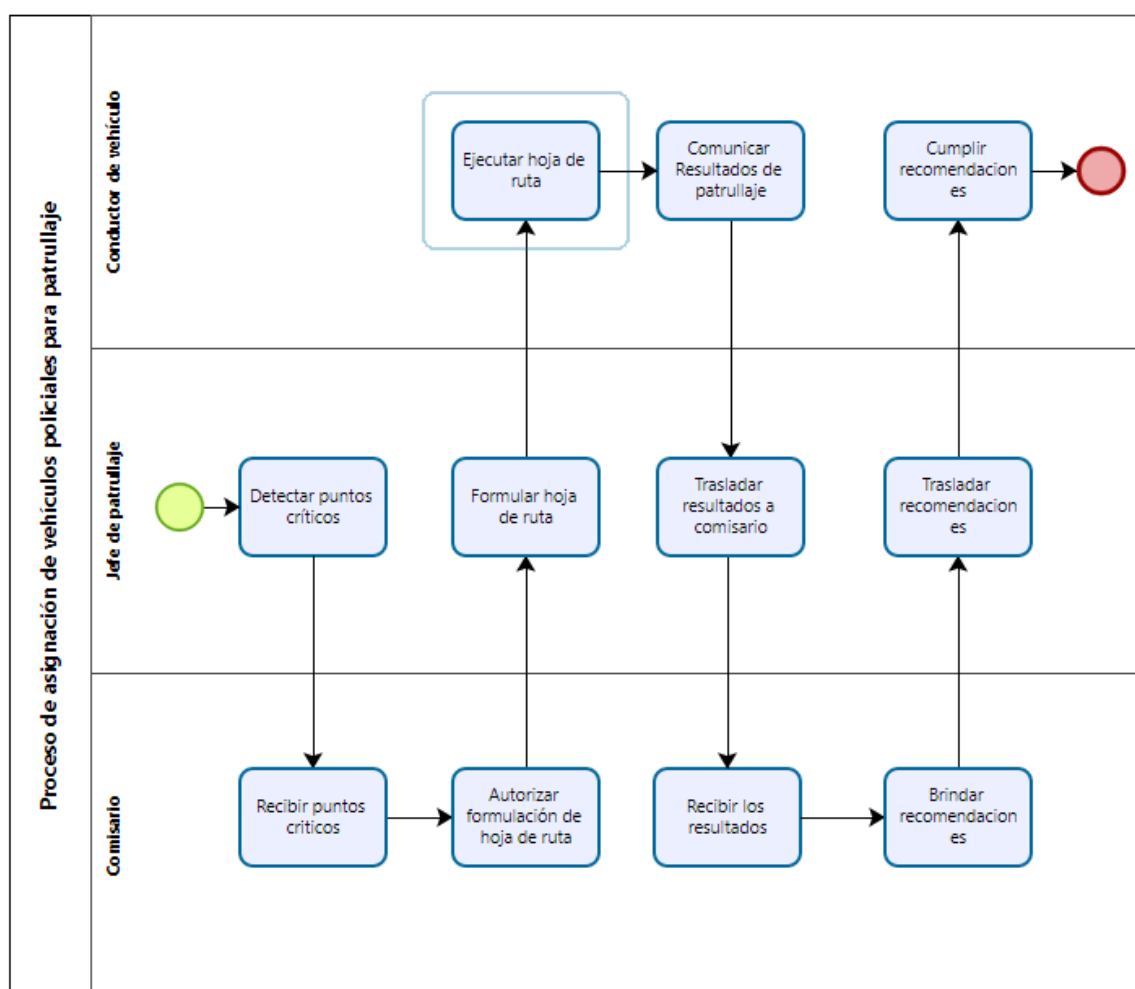 Proceso de asignación de vehículos policiales para patrullaje
Conductor de vehículo
Ejecutar hoja de
ruta
Comunicar
Resultados de
patrullaje
Cumplir
recomendacion
es
Jefe de patrullaje
Detectar puntos
críticos
Formular hoja
de ruta
Trasladar
resultados a
comisario
Trasladar
recomendacion
es
Comisario
Recibir puntos
criticos
Autorizar
formulación de
hoja de ruta
Recibir los
resultados
Brindar
recomendacion
es